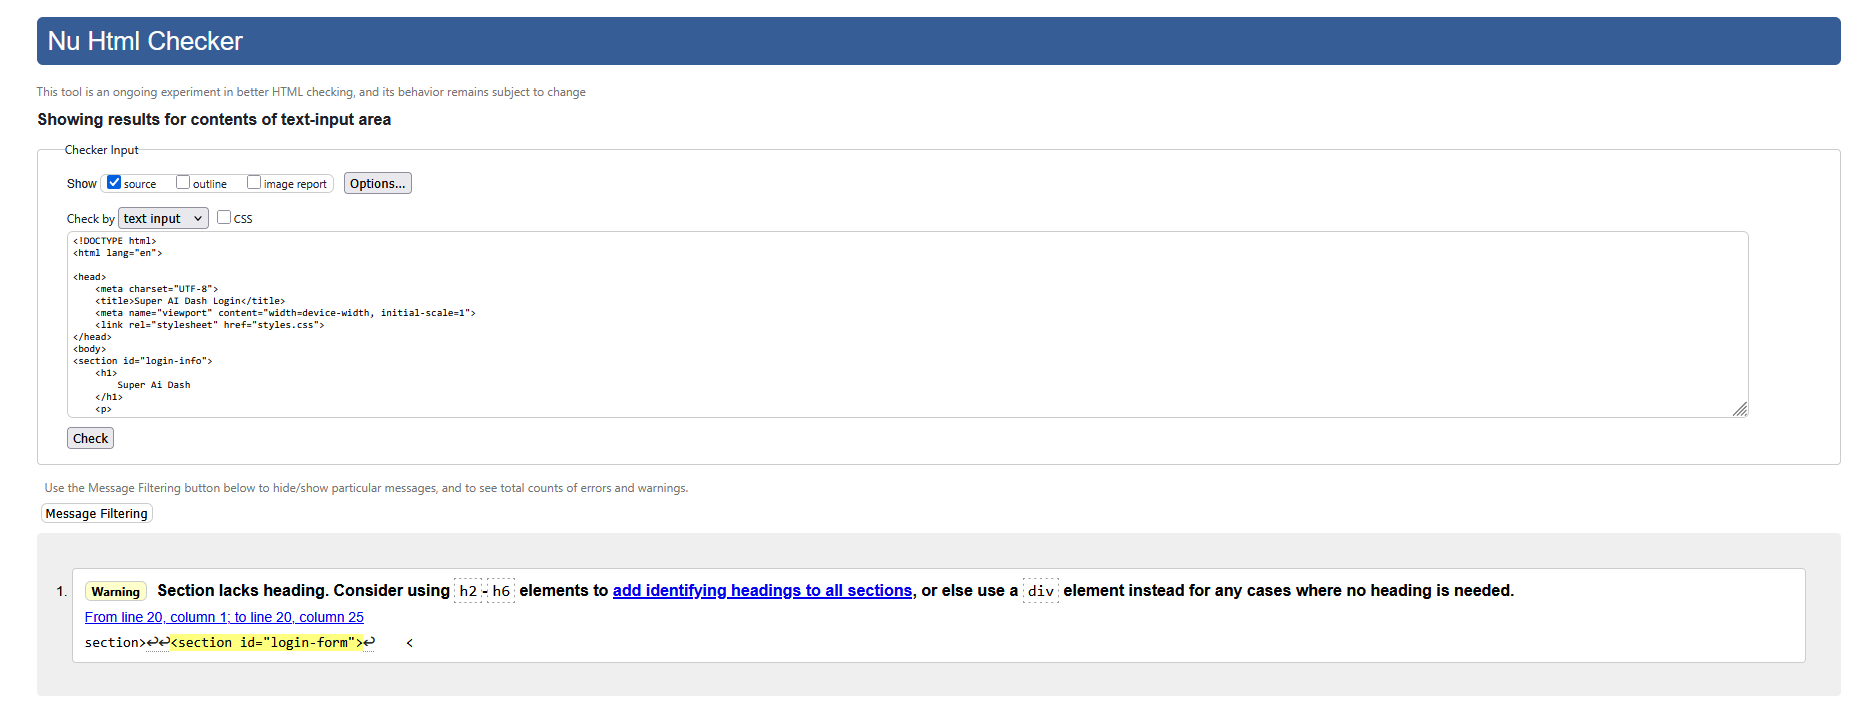 Nu Html Checker
This tool is an ongoing experiment in better HTML checking, and its behavior remains subject to change
Showing results for contents of text-input area
Checker Input
Show source outline image report Options...
Check by text input CSS
<!DOCTYPE html>
<html lang="en">
<head>
    <meta charset="UTF-8">
    <title>Super AI Dash Login</title>
    <meta name="viewport" content="width=device-width, initial-scale=1">
    <link rel="stylesheet" href="styles.css">
</head>
<body>
<section id="login-info">
    <h1>
        Super Ai Dash
    </h1>
    <p>
Check
Use the Message Filtering button below to hide/show particular messages, and to see total counts of errors and warnings.
Message Filtering
1. Warning Section lacks heading. Consider using h2-h6 elements to add identifying headings to all sections, or else use a div element instead for any cases where no heading is needed.
From line 20, column 1; to line 20, column 25
section>↩↩<section id="login-form">↩    <